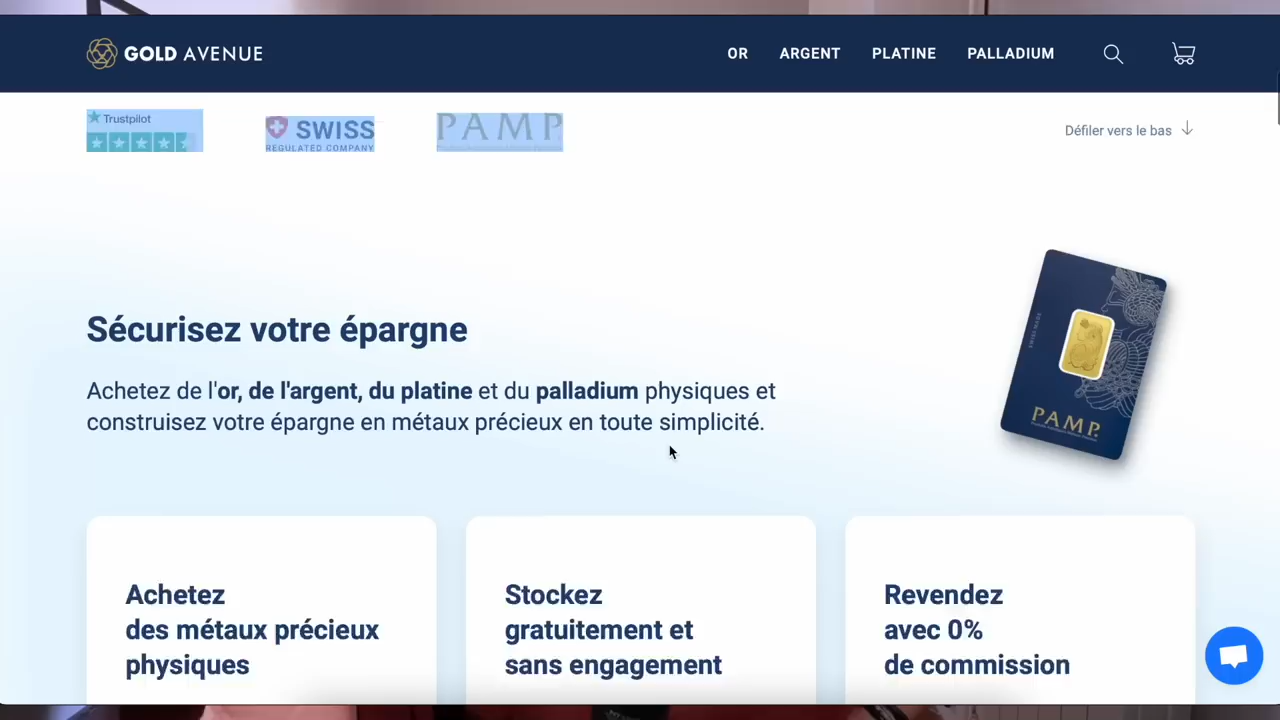 GOLD AVENUE
OR ARGENT PLATINE PALLADIUM
Trustpilot
SWISS
REGULATED COMPANY
PAMP
Défiler vers le bas
Sécurisez votre épargne
Achetez de l'or, de l'argent, du platine et du palladium physiques et
construisez votre épargne en métaux précieux en toute simplicité.
SWISS MADE
PAMP
Achetez
des métaux précieux
physiques
Stockez
gratuitement et
sans engagement
Revendez
avec 0%
de commission